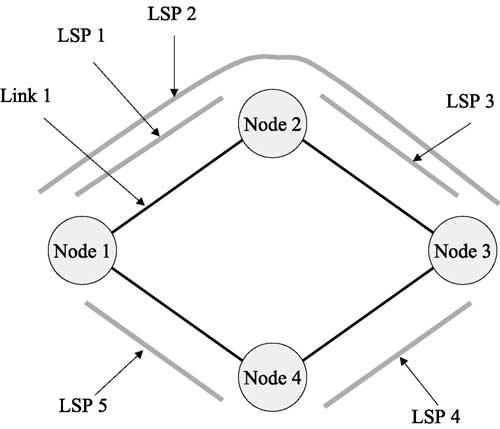 LSP 2
LSP 1
Link 1
LSP 3
Node 2
Node 1
Node 3
Node 4
LSP 5
LSP 4